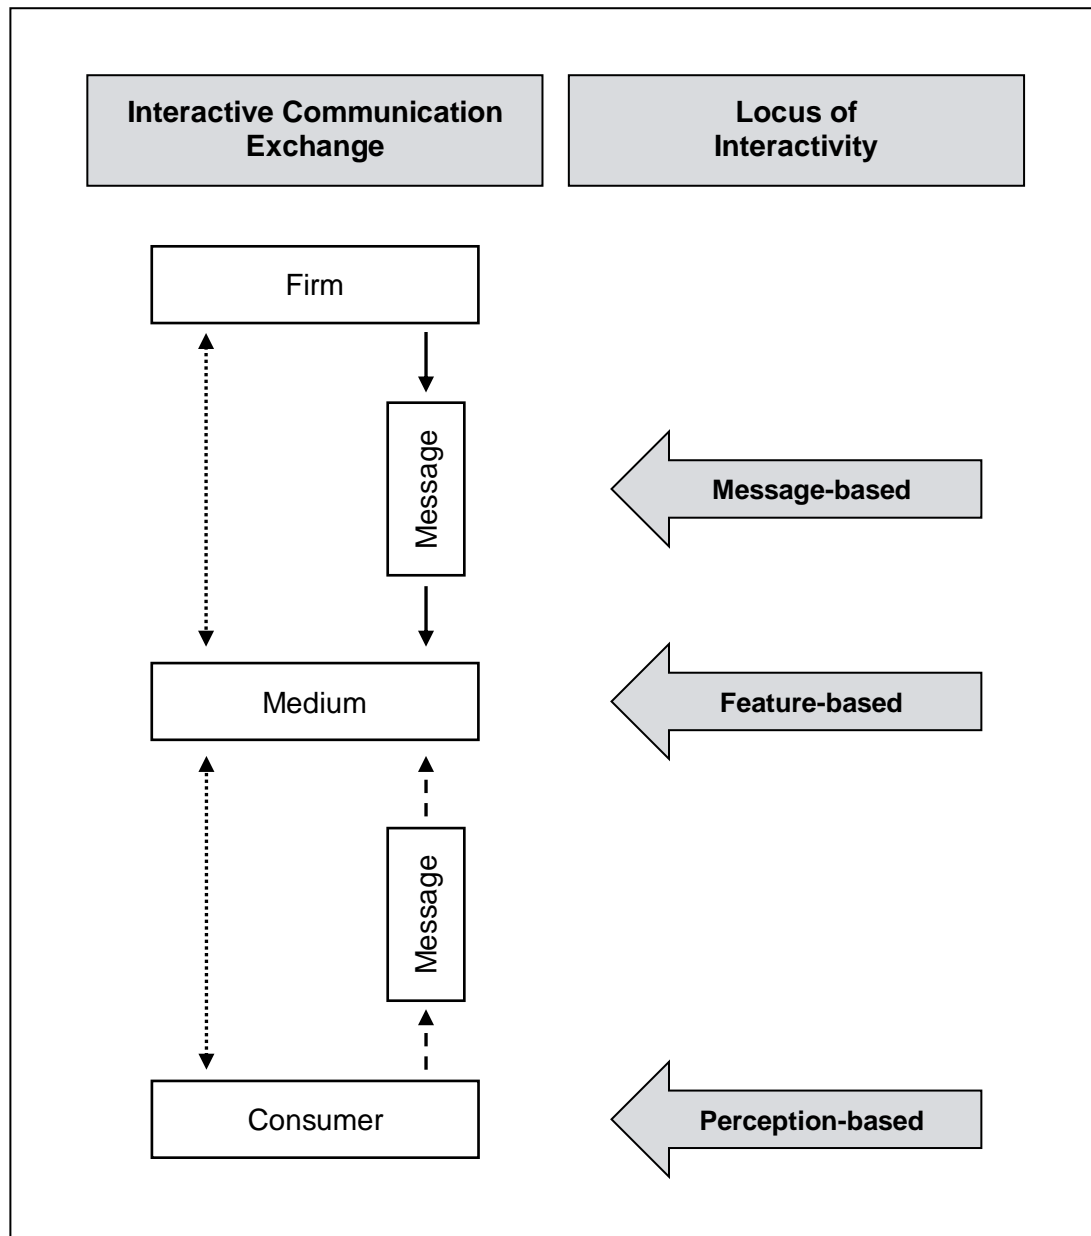 Interactive Communication
Exchange
Locus of
Interactivity
Firm
Message
Message-based
Medium
Feature-based
Message
Consumer
Perception-based